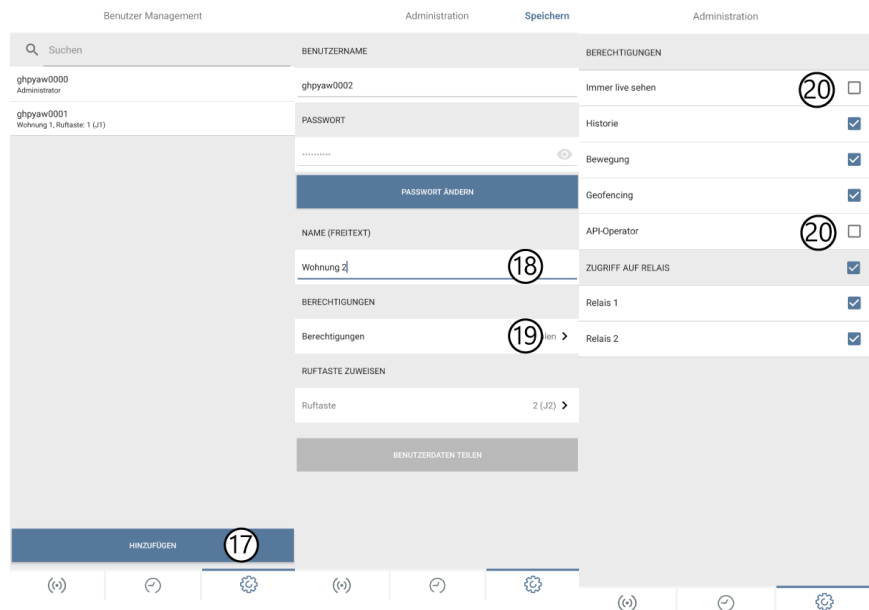 Benutzer Management
Suchen
ghpyaw0000
Administrator
ghpyaw0001
Wohnung 1, Ruftaste: 1 (J1)
HINZUFÜGEN
17
Administration
Speichern
BENUTZERNAME
ghpyaw0002
PASSWORT
..........
PASSWORT ÄNDERN
NAME (FREITEXT)
Wohnung 2
18
BERECHTIGUNGEN
Berechtigungen
19
RUFTASTE ZUWEISEN
Ruftaste 2 (J2)
BENUTZERDATEN TEILEN
Administration
BERECHTIGUNGEN
Immer live sehen 20
Historie
Bewegung
Geofencing
API-Operator 20
ZUGRIFF AUF RELAIS
Relais 1
Relais 2